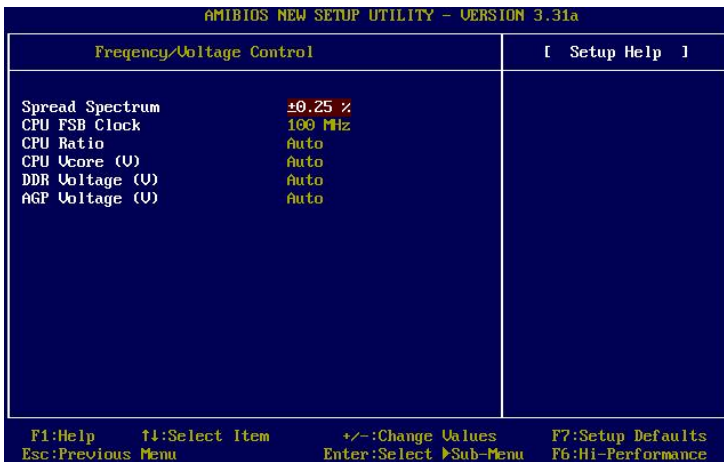 AMIBIOS NEW SETUP UTILITY - VERSION 3.31a
Freqency/Voltage Control
[ Setup Help ]
Spread Spectrum ±0.25 %
CPU FSB Clock 100 MHz
CPU Ratio Auto
CPU Vcore (V) Auto
DDR Voltage (V) Auto
AGP Voltage (V) Auto
F1:Help ↑↓:Select Item +/-:Change Values F7:Setup Defaults
Esc:Previous Menu Enter:Select ▶Sub-Menu F6:Hi-Performance